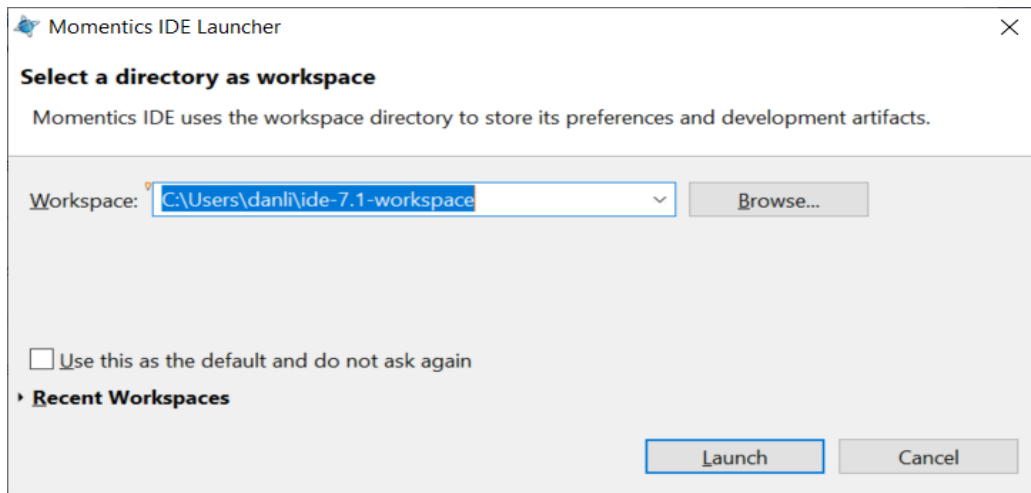 Momentics IDE Launcher
Select a directory as workspace
Momentics IDE uses the workspace directory to store its preferences and development artifacts.
Workspace: C:\Users\danli\ide-7.1-workspace Browse...
Use this as the default and do not ask again
Recent Workspaces
Launch Cancel